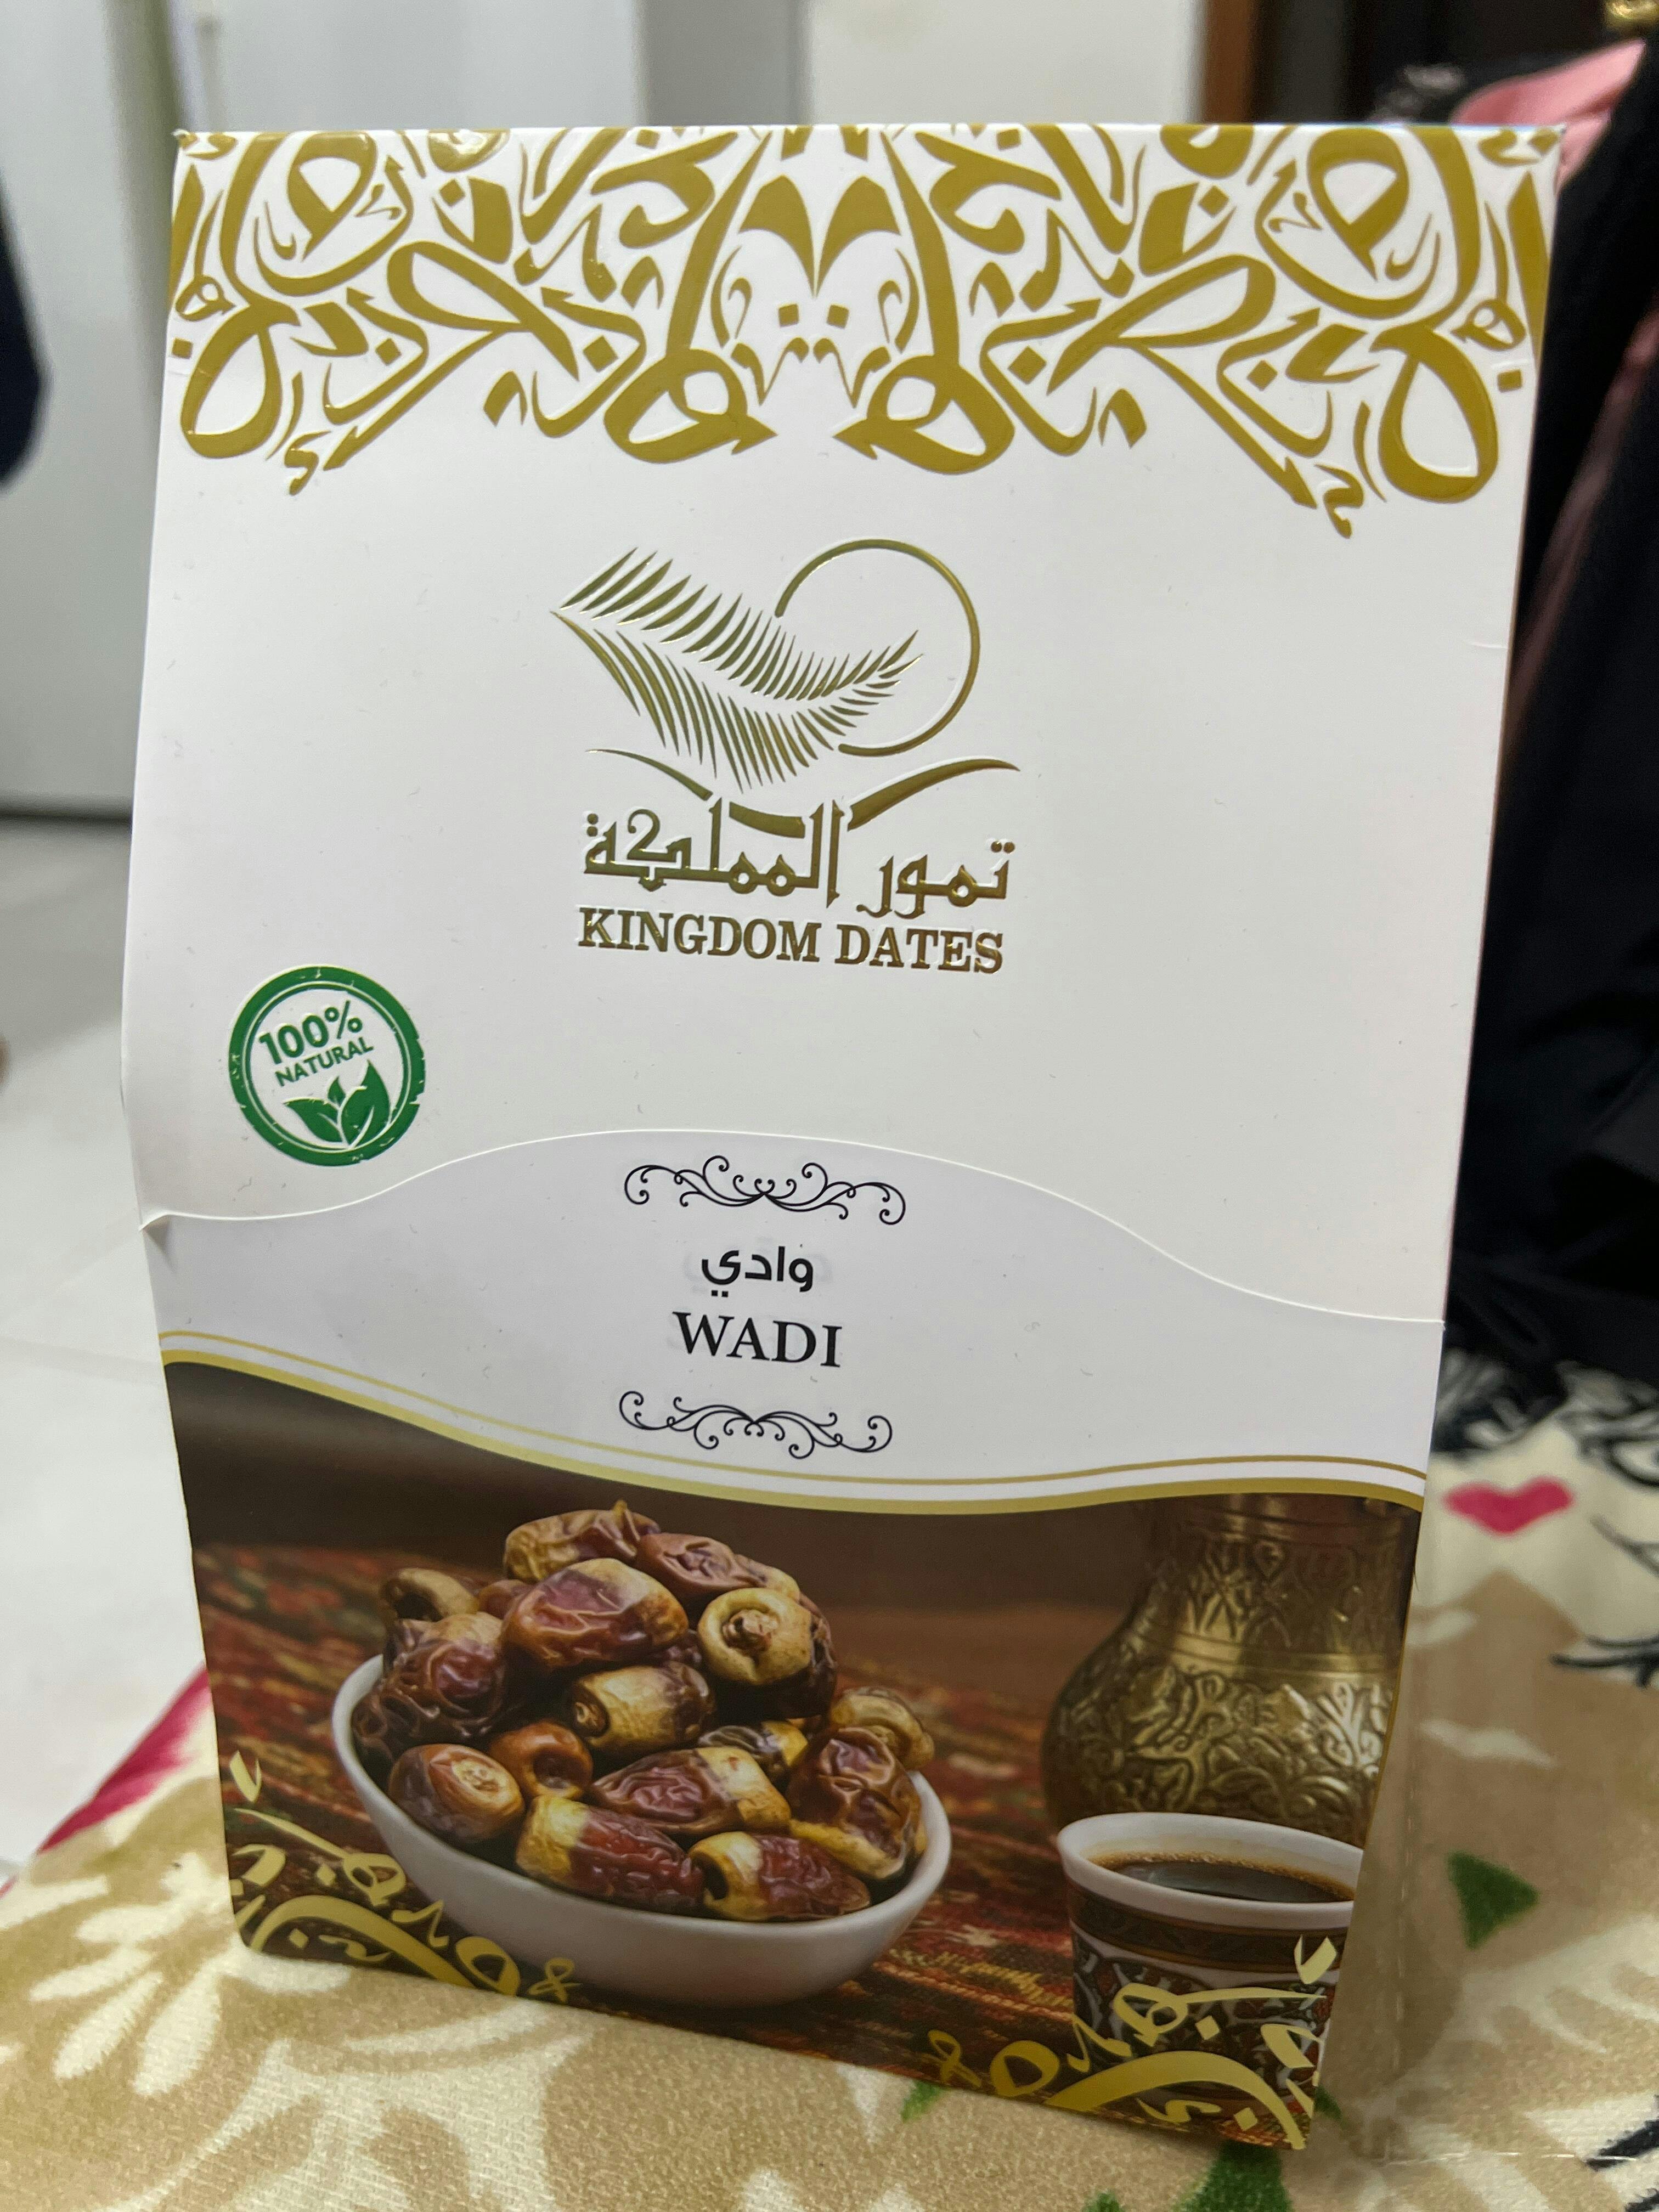 تمور المملكة
KINGDOM DATES
100%
NATURAL
وادي
WADI